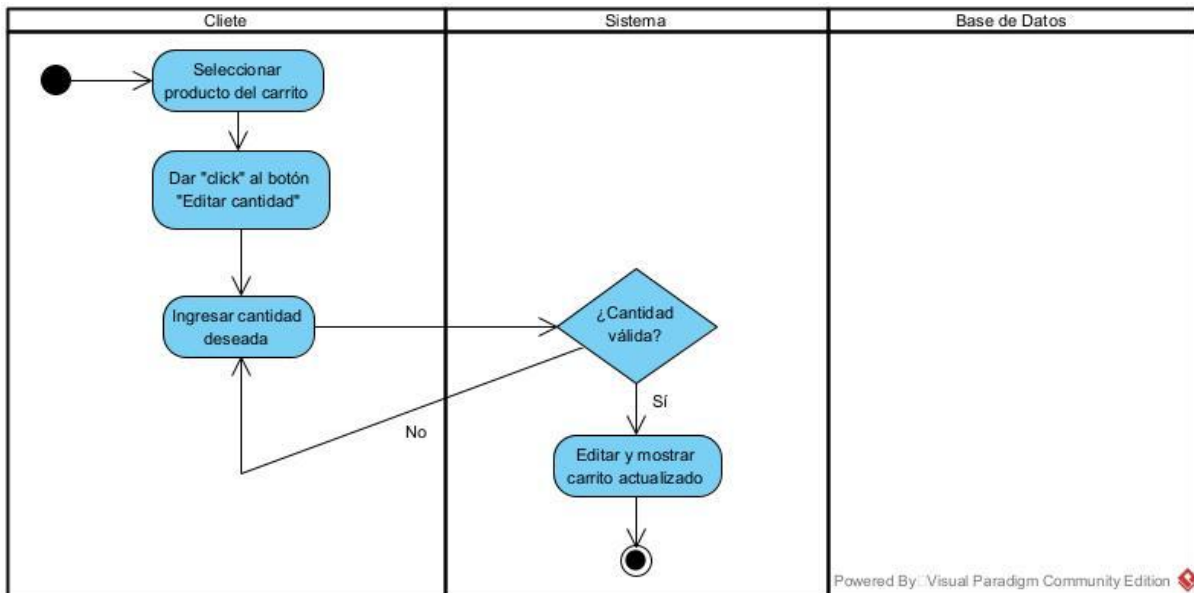 Cliete
Sistema
Base de Datos
Seleccionar
producto del carrito
Dar "click" al botón
"Editar cantidad"
Ingresar cantidad
deseada
¿Cantidad
válida?
No
Sí
Editar y mostrar
carrito actualizado
Powered By Visual Paradigm Community Edition